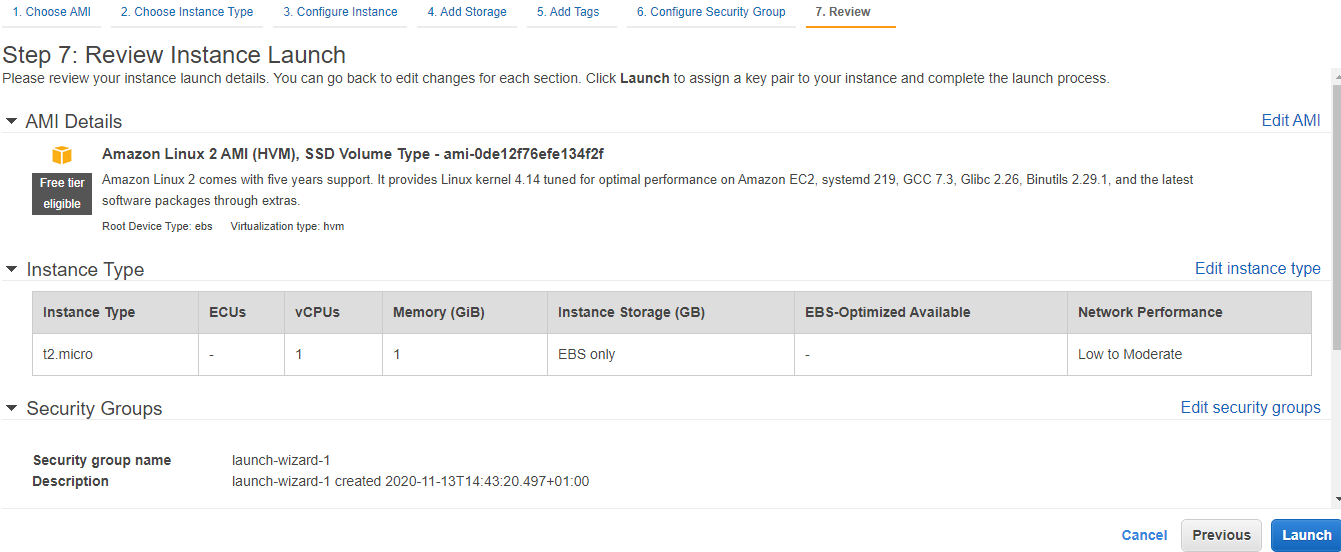 1. Choose AMI 2. Choose Instance Type 3. Configure Instance 4. Add Storage 5. Add Tags 6. Configure Security Group 7. Review
Step 7: Review Instance Launch
Please review your instance launch details. You can go back to edit changes for each section. Click Launch to assign a key pair to your instance and complete the launch process.
AMI Details Edit AMI
Amazon Linux 2 AMI (HVM), SSD Volume Type - ami-0de12f76efe134f2f
Free tier eligible
Amazon Linux 2 comes with five years support. It provides Linux kernel 4.14 tuned for optimal performance on Amazon EC2, systemd 219, GCC 7.3, Glibc 2.26, Binutils 2.29.1, and the latest
software packages through extras.
Root Device Type: ebs Virtualization type: hvm
Instance Type Edit instance type
Instance Type ECUs vCPUs Memory (GiB) Instance Storage (GB) EBS-Optimized Available Network Performance
t2.micro - 1 1 EBS only - Low to Moderate
Security Groups Edit security groups
Security group name launch-wizard-1
Description launch-wizard-1 created 2020-11-13T14:43:20.497+01:00
Cancel Previous Launch